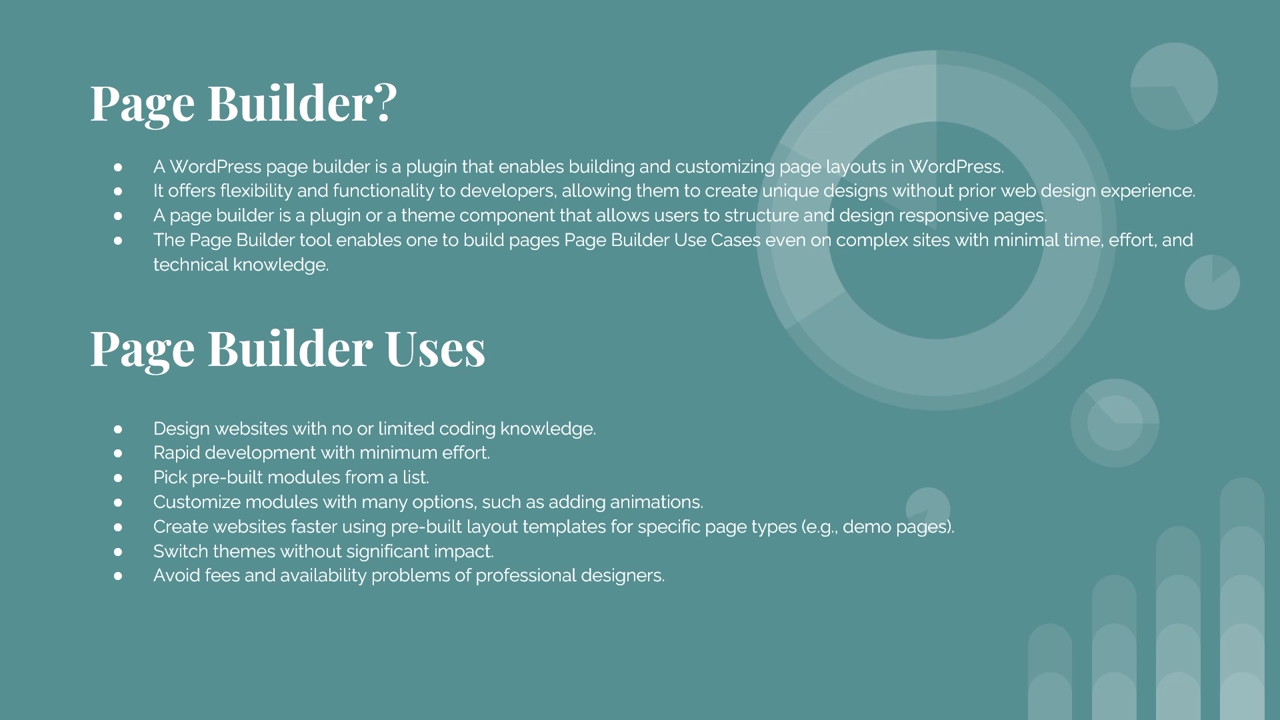 Page Builder?
● A WordPress page builder is a plugin that enables building and customizing page layouts in WordPress.
● It offers flexibility and functionality to developers, allowing them to create unique designs without prior web design experience.
● A page builder is a plugin or a theme component that allows users to structure and design responsive pages.
● The Page Builder tool enables one to build pages Page Builder Use Cases even on complex sites with minimal time, effort, and
technical knowledge.
Page Builder Uses
● Design websites with no or limited coding knowledge.
● Rapid development with minimum effort.
● Pick pre-built modules from a list.
● Customize modules with many options, such as adding animations.
● Create websites faster using pre-built layout templates for specific page types (e.g., demo pages).
● Switch themes without significant impact.
● Avoid fees and availability problems of professional designers.